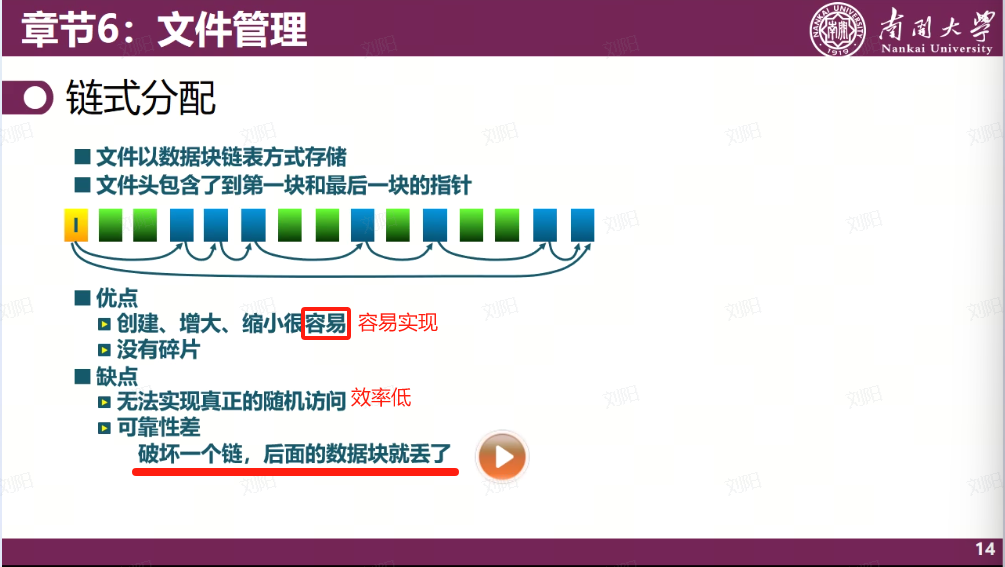 章节6：文件管理
南開大學
Nankai University
NANKAI UNIVERSITY
1919
链式分配
文件以数据块链表方式存储
文件头包含了到第一块和最后一块的指针
I
优点
创建、增大、缩小很容易 容易实现
没有碎片
缺点
无法实现真正的随机访问 效率低
可靠性差
破坏一个链，后面的数据块就丢了
14
刘阳